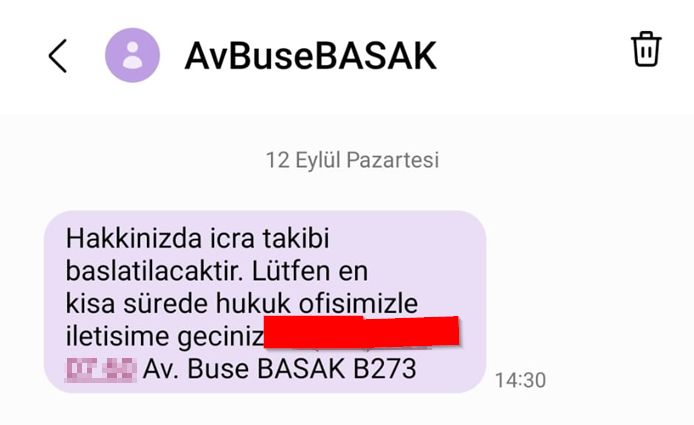 AvBuseBASAK
12 Eylül Pazartesi
Hakkinizda icra takibi
baslatilacaktir. Lütfen en
kisa sürede hukuk ofisimizle
iletisime geciniz
Av. Buse BASAK B273
14:30